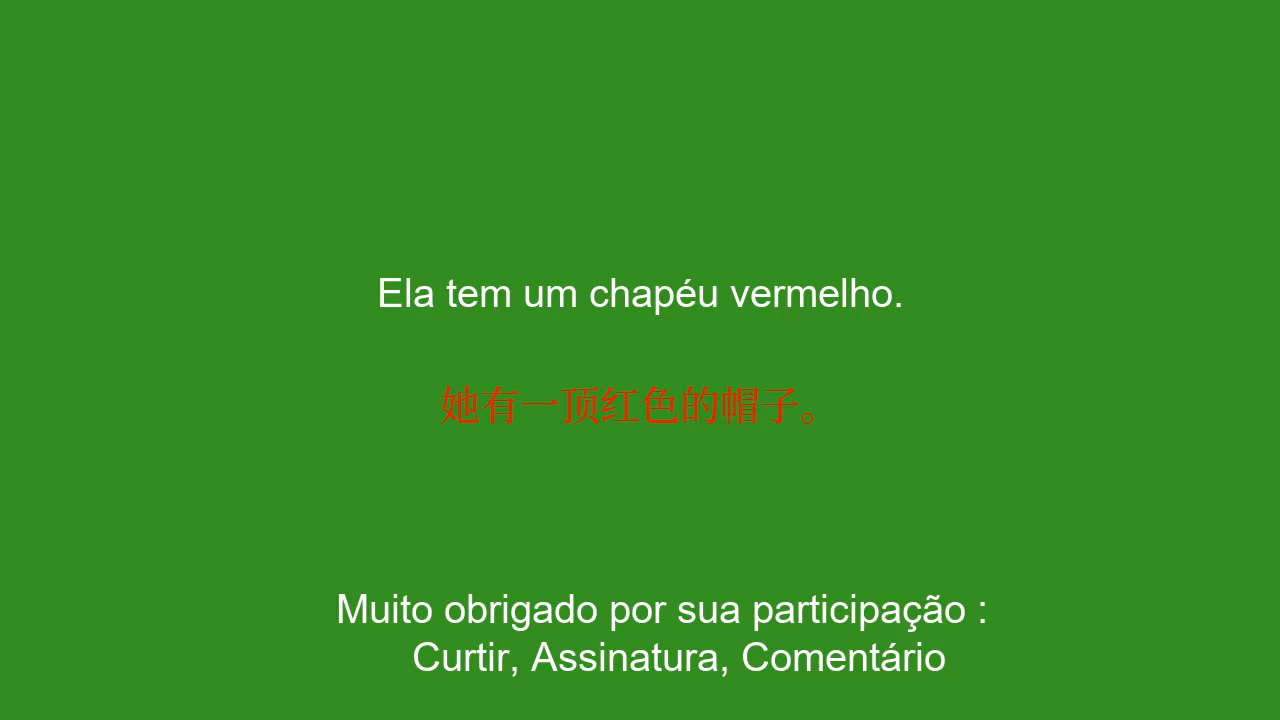 Ela tem um chapéu vermelho.
她有一顶红色的帽子。
Muito obrigado por sua participação :
Curtir, Assinatura, Comentário